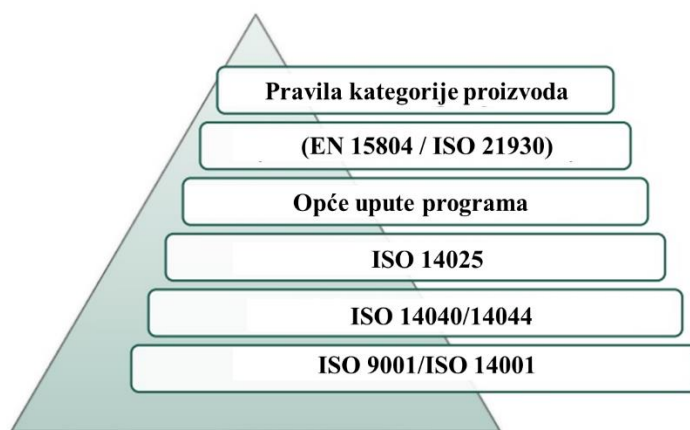 Pravila kategorije proizvoda
(EN 15804 / ISO 21930)
Opće upute programa
ISO 14025
ISO 14040/14044
ISO 9001/ISO 14001